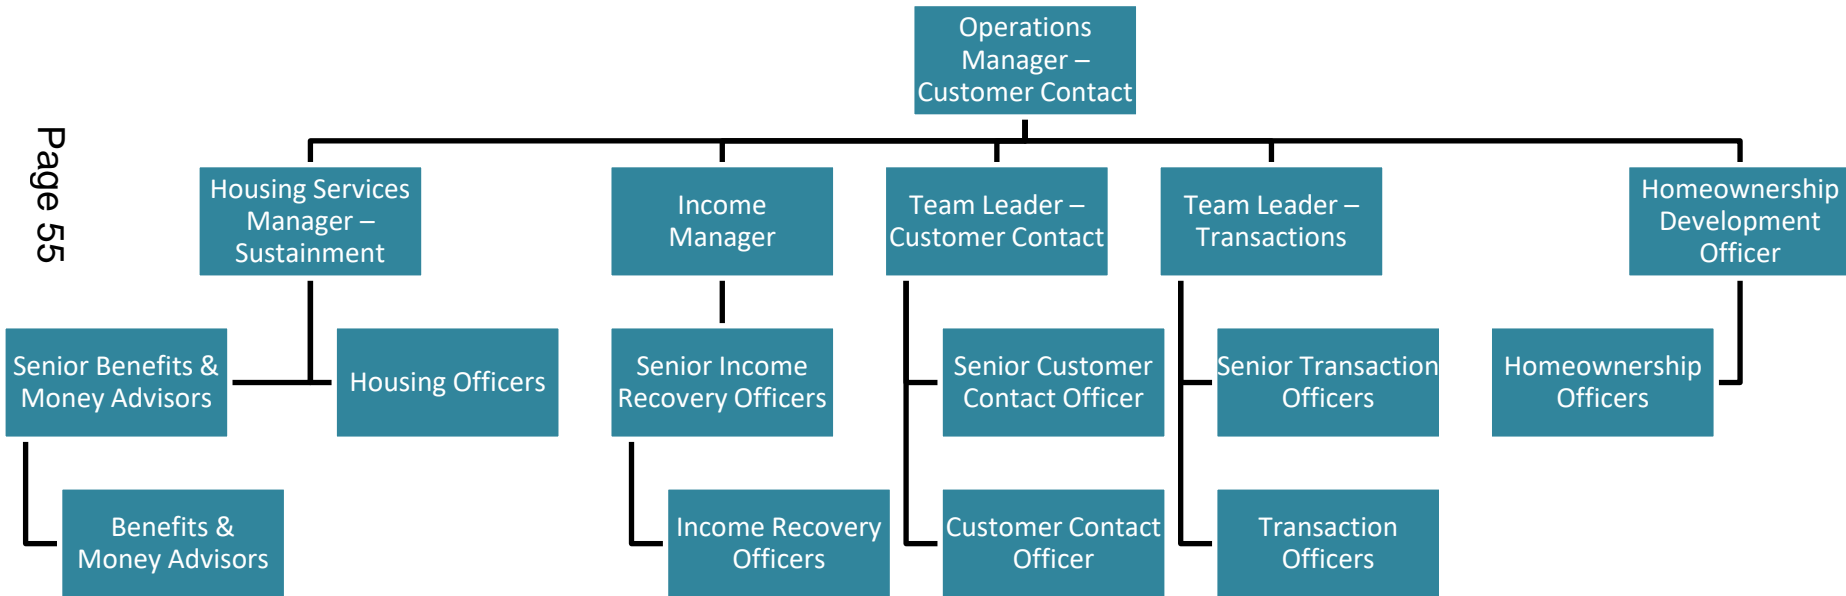 Operations
Manager –
Customer Contact
Page 55
Housing Services
Manager –
Sustainment
Income
Manager
Team Leader –
Customer Contact
Team Leader –
Transactions
Homeownership
Development
Officer
Senior Benefits &
Money Advisors
Housing Officers
Senior Income
Recovery Officers
Senior Customer
Contact Officer
Senior Transaction
Officers
Homeownership
Officers
Benefits &
Money Advisors
Income Recovery
Officers
Customer Contact
Officer
Transaction
Officers